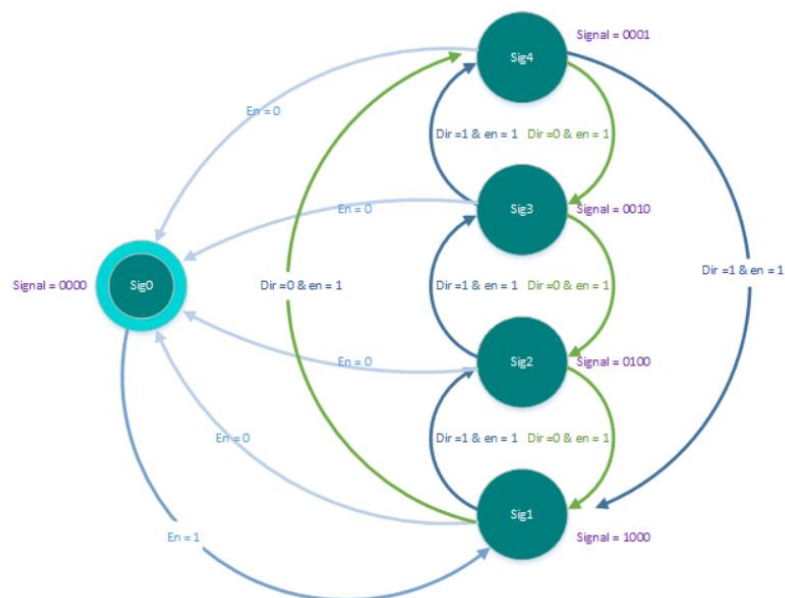 Signal = 0001
Sig4
En = 0
Dir =1 & en = 1
Dir =0 & en = 1
Sig3
Signal = 0010
En = 0
Signal = 0000
Sig0
Dir =0 & en = 1
Dir =1 & en = 1
Dir =0 & en = 1
Dir =1 & en = 1
Sig2
Signal = 0100
En = 0
En = 0
Dir =1 & en = 1
Dir =0 & en = 1
Sig1
En = 1
Signal = 1000